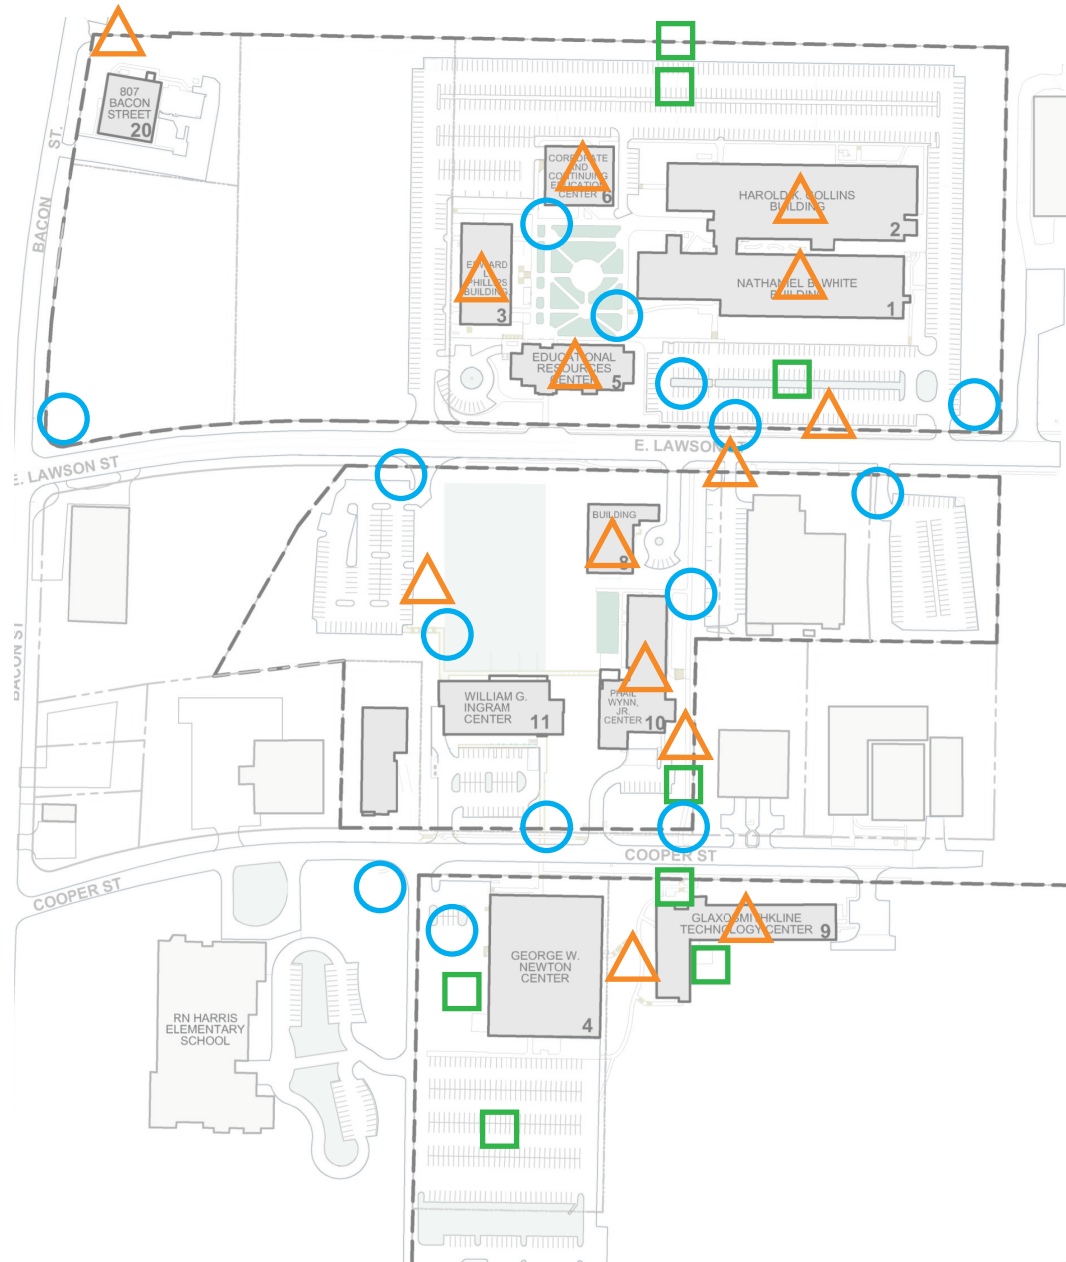 807
BACON
STREET
20
ST.
BACON
CORPORATE
AND
CONTINUING
EDUCATION
CENTER 6
HAROLD K. COLLINS
BUILDING
2
EDWARD
L.
PHILLIPS
BUILDING
3
NATHANIEL B. WHITE
BUILDING
1
EDUCATIONAL
RESOURCES
CENTER
5
E. LAWSON ST
E. LAWSON ST
BUILDING
8
BACON ST
WILLIAM G.
INGRAM
CENTER
11
PHAIL
WYNN,
JR.
CENTER
10
COOPER ST
COOPER ST
GLAXOSMITHKLINE
TECHNOLOGY CENTER
9
GEORGE W.
NEWTON
CENTER
4
RN HARRIS
ELEMENTARY
SCHOOL